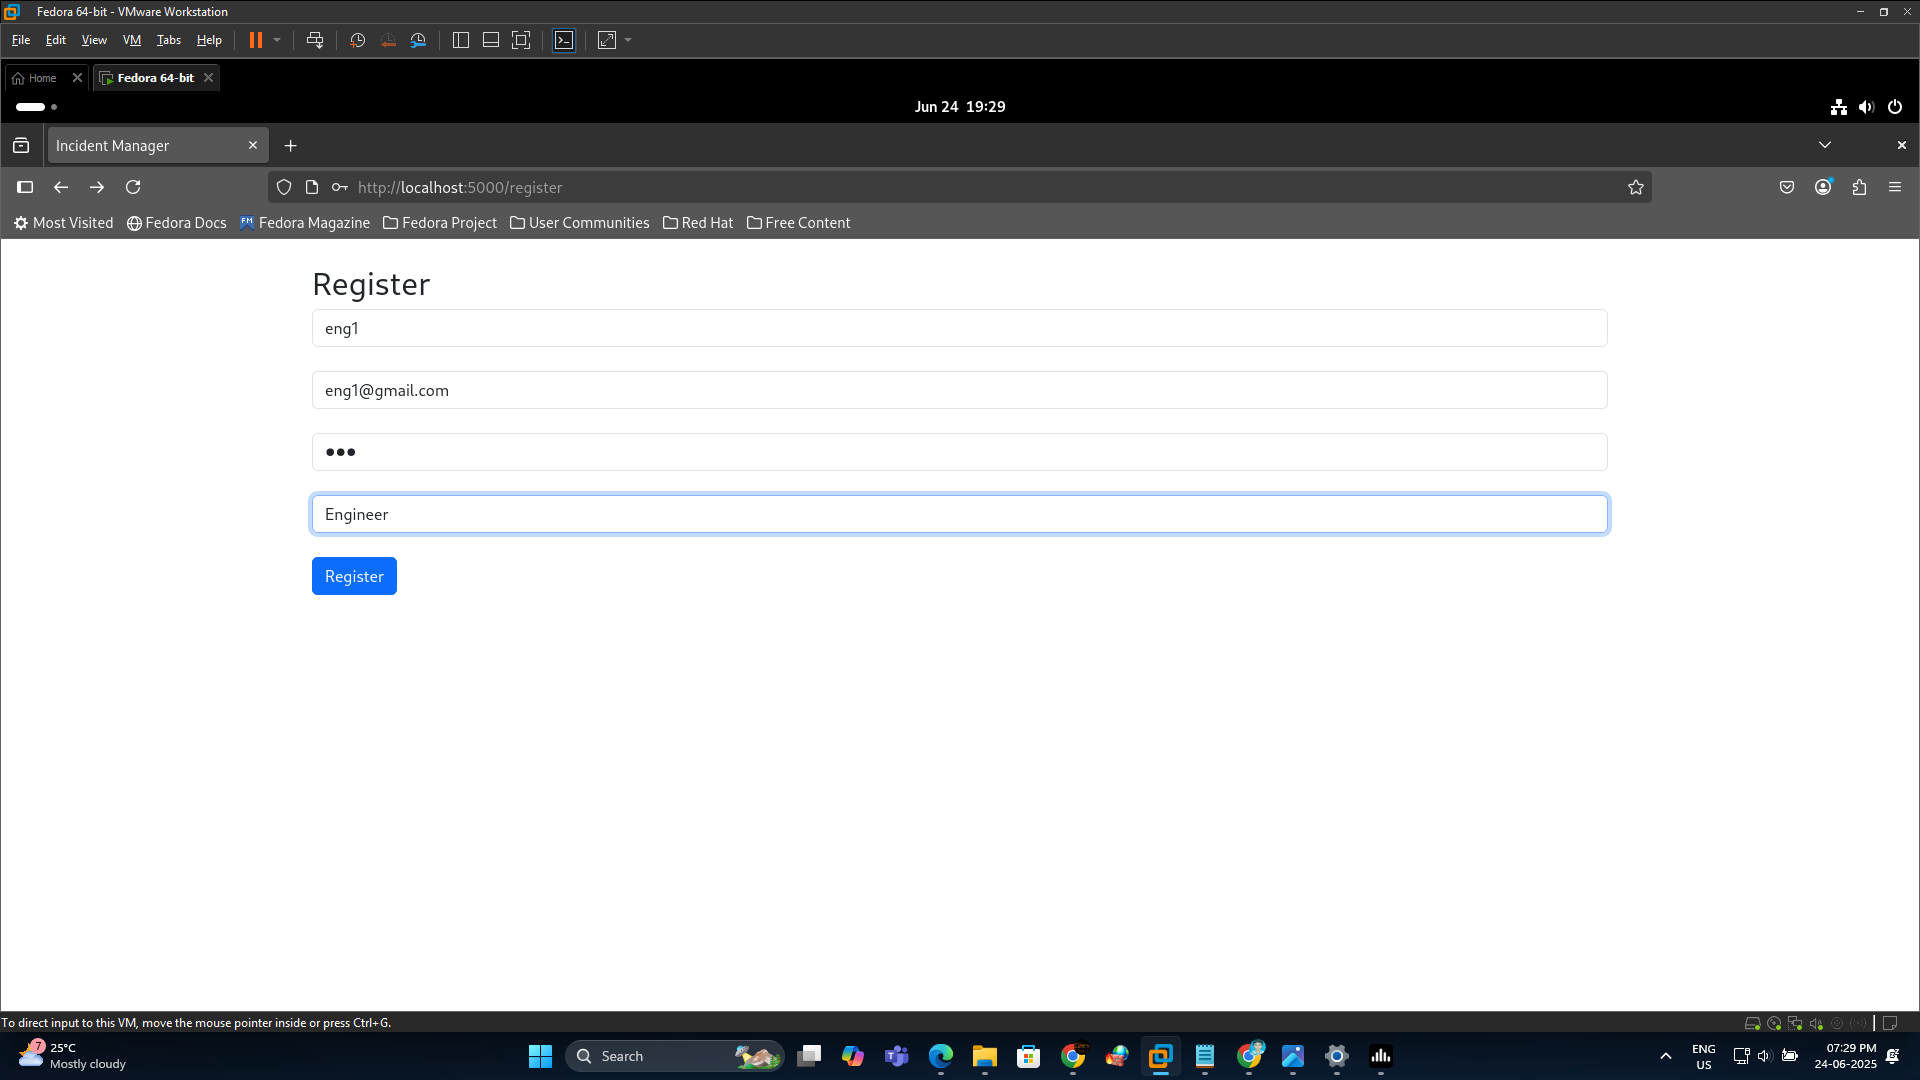 Fedora 64-bit - VMware Workstation
File Edit View VM Tabs Help
Home Fedora 64-bit
Jun 24 19:29
Incident Manager
http://localhost:5000/register
Most Visited Fedora Docs Fedora Magazine Fedora Project User Communities Red Hat Free Content
Register
eng1
eng1@gmail.com
Engineer
Register
To direct input to this VM, move the mouse pointer inside or press Ctrl+G.
7
25°C
Mostly cloudy
Search
ENG
US
07:29 PM
24-06-2025